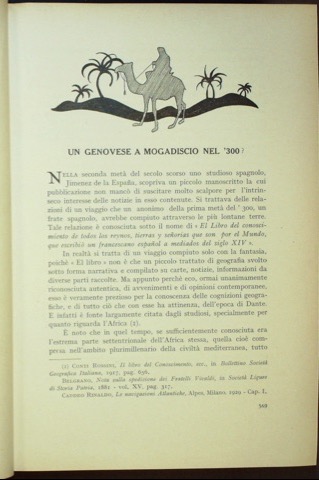 UN GENOVESE A MOGADISCIO NEL '300?
NELLA seconda metà del secolo scorso uno studioso spagnolo,
Jimenez de la España, scopriva un piccolo manoscritto la cui
pubblicazione non mancò di suscitare molto scalpore per l'intrin-
seco interesse delle notizie in esso contenute. Si trattava delle rela-
zioni di un viaggio che un anonimo della prima metà del '300, un
frate spagnolo, avrebbe compiuto attraverso le più lontane terre.
Tale relazione è conosciuta sotto il nome di « El Libro del conosci-
miento de todos los reynos, tierras y señorias que son por el Mundo,
que escribió un franciscano español a mediados del siglo XIV ».
In realtà si tratta di un viaggio compiuto solo con la fantasia,
poichè « El libro » non è che un piccolo trattato di geografia svolto
sotto forma narrativa e compilato su carte, notizie, informazioni da
diverse parti raccolte. Ma appunto perchè eco, ormai unanimamente
riconosciuta autentica, di avvenimenti e di opinioni contemporanee,
esso è veramente prezioso per la conoscenza delle cognizioni geogra-
fiche, e di tutto ciò che con esse ha attinenza, dell'epoca di Dante.
E infatti è fonte largamente citata dagli studiosi, specialmente per
quanto riguarda l'Africa (1).
È noto che in quel tempo, se sufficientemente conosciuta era
l'estrema parte settentrionale dell'Africa stessa, quella cioè com-
presa nell'ambito plurimillenario della civiltà mediterranea, tutto
(1) CONTI ROSSINI, Il libro del Conoscimiento, ecc., in Bollettino Società
Geografica Italiana, 1917, pag. 656.
BELGRANO, Nota sulla spedizione dei Fratelli Vivaldi, in Società Ligure
di Storia Patria, 1881 - vol. XV, pag. 317.
CADDEO RINALDO, Le navigazione Atlantiche, Alpes, Milano, 1929 - Cap. I.